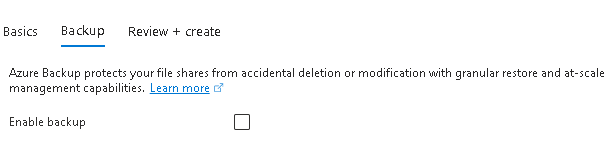 Basics Backup Review + create
Azure Backup protects your file shares from accidental deletion or modification with granular restore and at-scale
management capabilities. Learn more
Enable backup